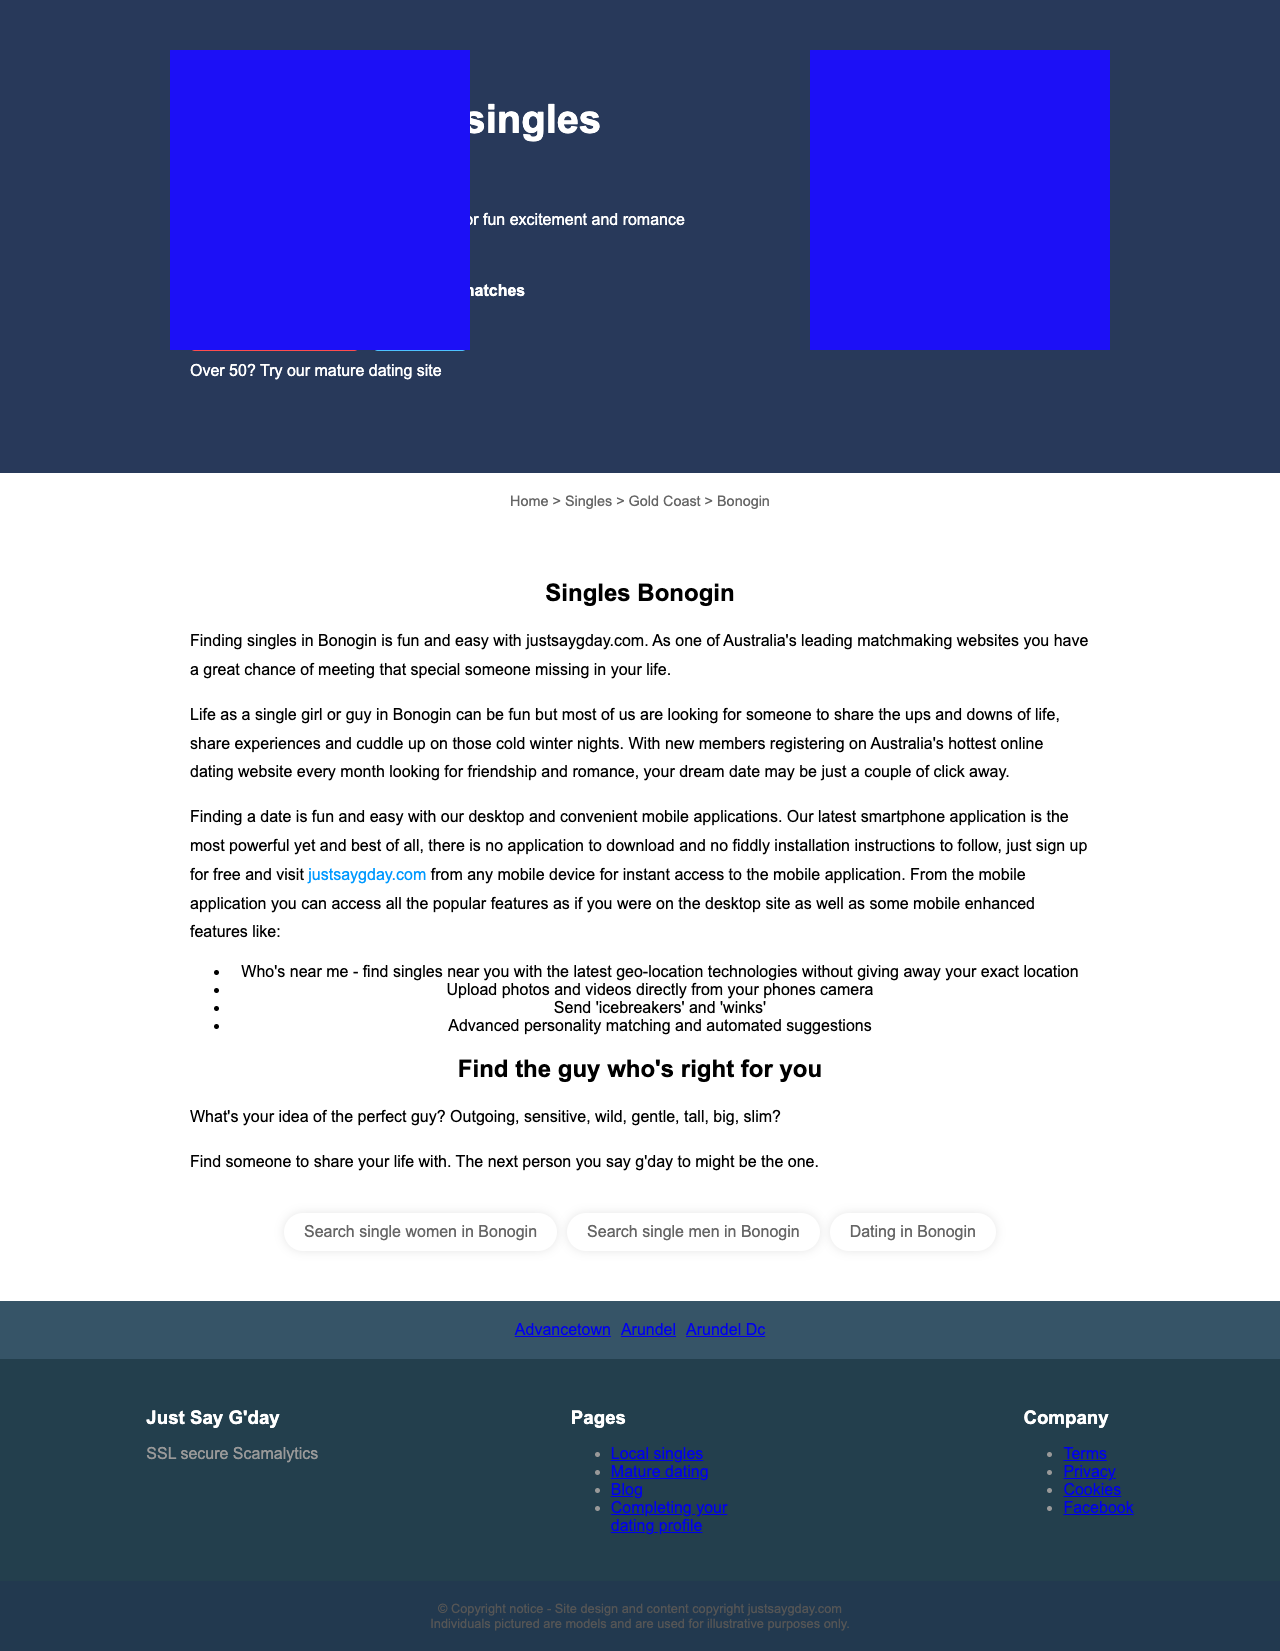 singles
fun excitement and romance
Over 50? Try our mature dating site
Home > Singles > Gold Coast > Bonogin
Singles Bonogin
Finding singles in Bonogin is fun and easy with justsaygday.com. As one of Australia's leading matchmaking websites you have
a great chance of meeting that special someone missing in your life.
Life as a single girl or guy in Bonogin can be fun but most of us are looking for someone to share the ups and downs of life,
share experiences and cuddle up on those cold winter nights. With new members registering on Australia's hottest online
dating website every month looking for friendship and romance, your dream date may be just a couple of click away.
Finding a date is fun and easy with our desktop and convenient mobile applications. Our latest smartphone application is the
most powerful yet and best of all, there is no application to download and no fiddly installation instructions to follow, just sign up
for free and visit justsaygday.com from any mobile device for instant access to the mobile application. From the mobile
application you can access all the popular features as if you were on the desktop site as well as some mobile enhanced
features like:
• Who's near me - find singles near you with the latest geo-location technologies without giving away your exact location
• Upload photos and videos directly from your phones camera
• Send 'icebreakers' and 'winks'
• Advanced personality matching and automated suggestions
Find the guy who's right for you
What's your idea of the perfect guy? Outgoing, sensitive, wild, gentle, tall, big, slim?
Find someone to share your life with. The next person you say g'day to might be the one.
Search single women in Bonogin Search single men in Bonogin Dating in Bonogin
Advancetown Arundel Arundel Dc
Just Say G'day
SSL secure Scamalytics
Pages
• Local singles
• Mature dating
• Blog
• Completing your
dating profile
Company
• Terms
• Privacy
• Cookies
• Facebook
© Copyright notice - Site design and content copyright justsaygday.com
Individuals pictured are models and are used for illustrative purposes only.